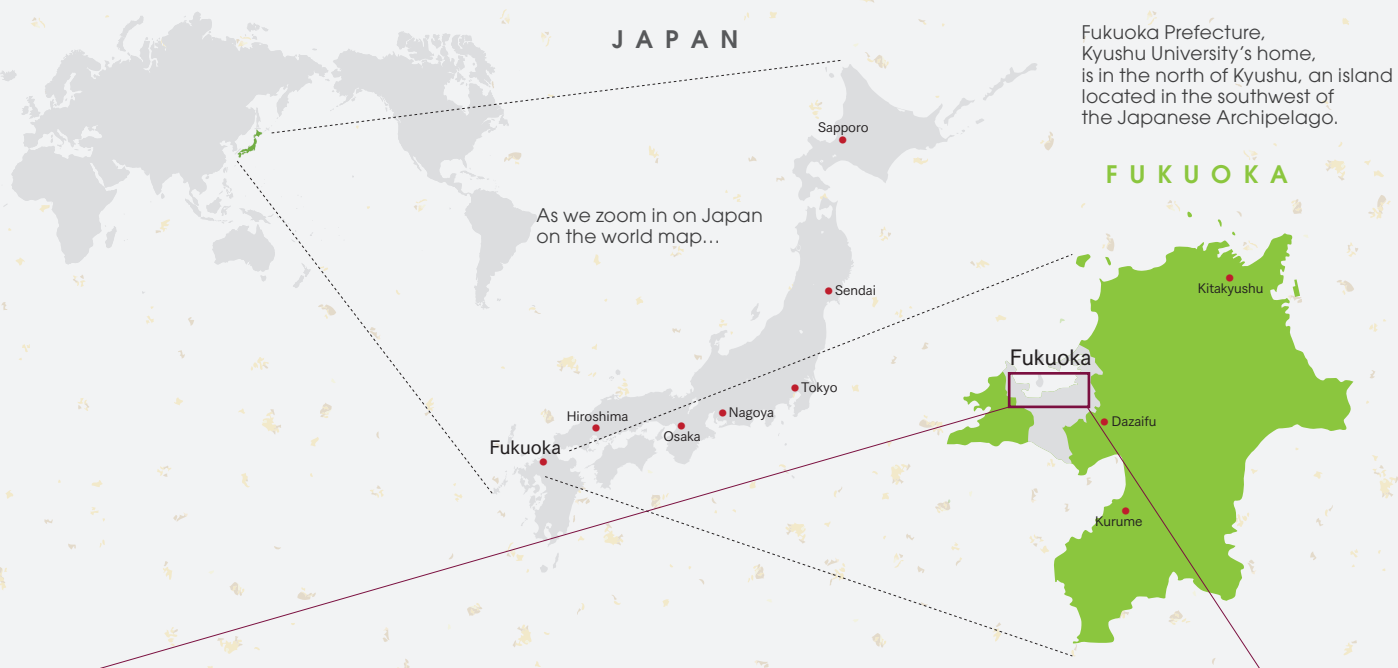 JAPAN
Fukuoka Prefecture,
Kyushu University’s home,
is in the north of Kyushu, an island
located in the southwest of
the Japanese Archipelago.
Sapporo
FUKUOKA
As we zoom in on Japan
on the world map…
Sendai
Kitakyushu
Fukuoka
Tokyo
Nagoya
Hiroshima
Osaka
Dazaifu
Fukuoka
Kurume